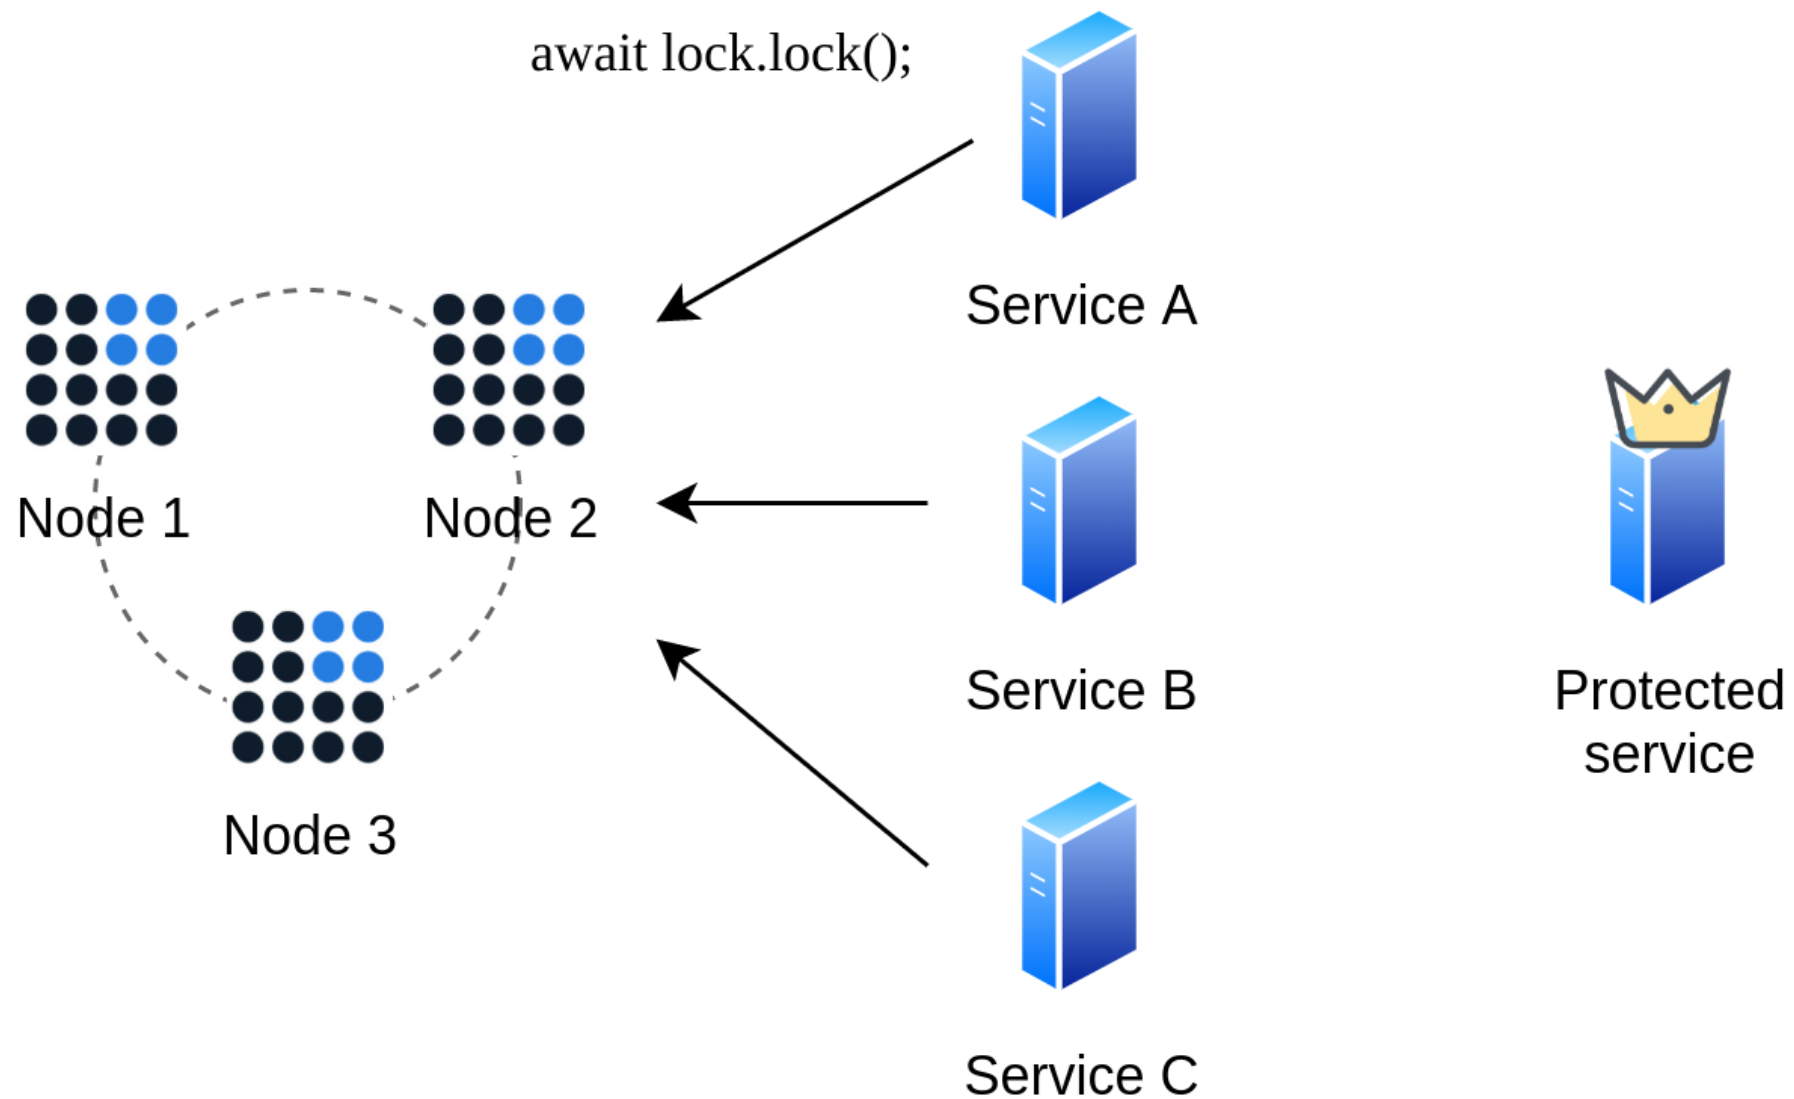 await lock.lock();
Service A
Node 1
Node 2
Service B
Protected
service
Node 3
Service C